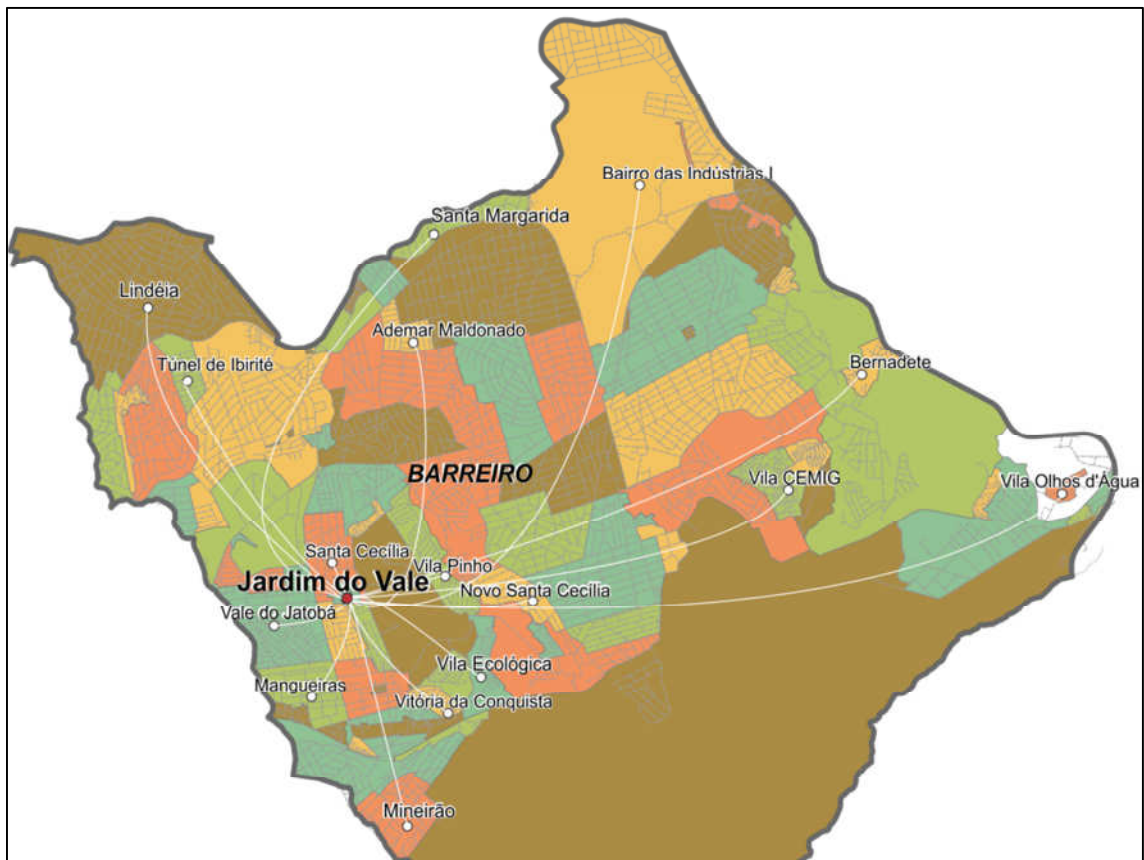 Bairro das Indústrias I
Santa Margarida
Lindéia
Ademar Maldonado
Túnel de Ibirité
Bernadete
BARREIRO
Vila CEMIG
Vila Olhos d'Água
Santa Cecília
Vila Pinho
Jardim do Vale
Novo Santa Cecília
Vale do Jatobá
Vila Ecológica
Mangueiras
Vitória da Conquista
Mineirão